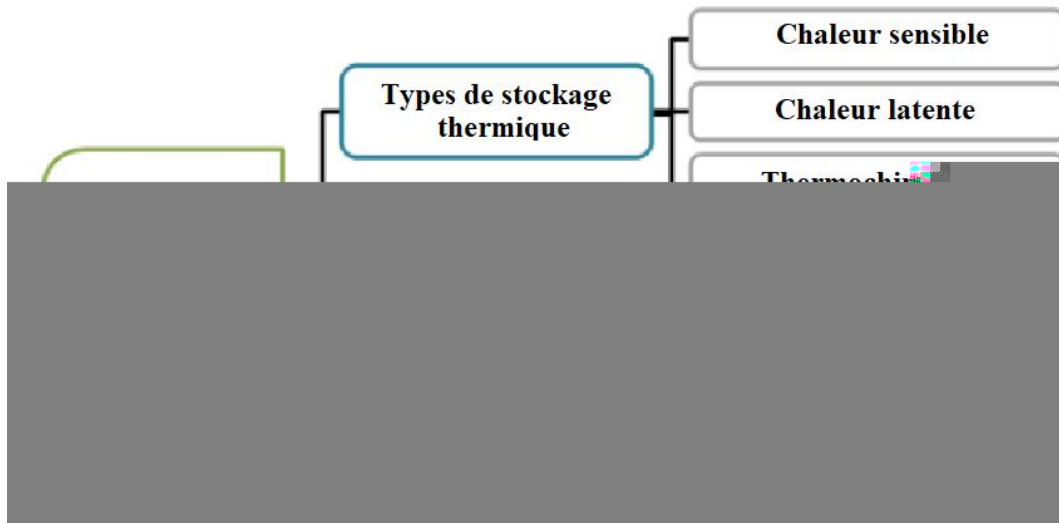 Chaleur sensible
Types de stockage
thermique
Chaleur latente